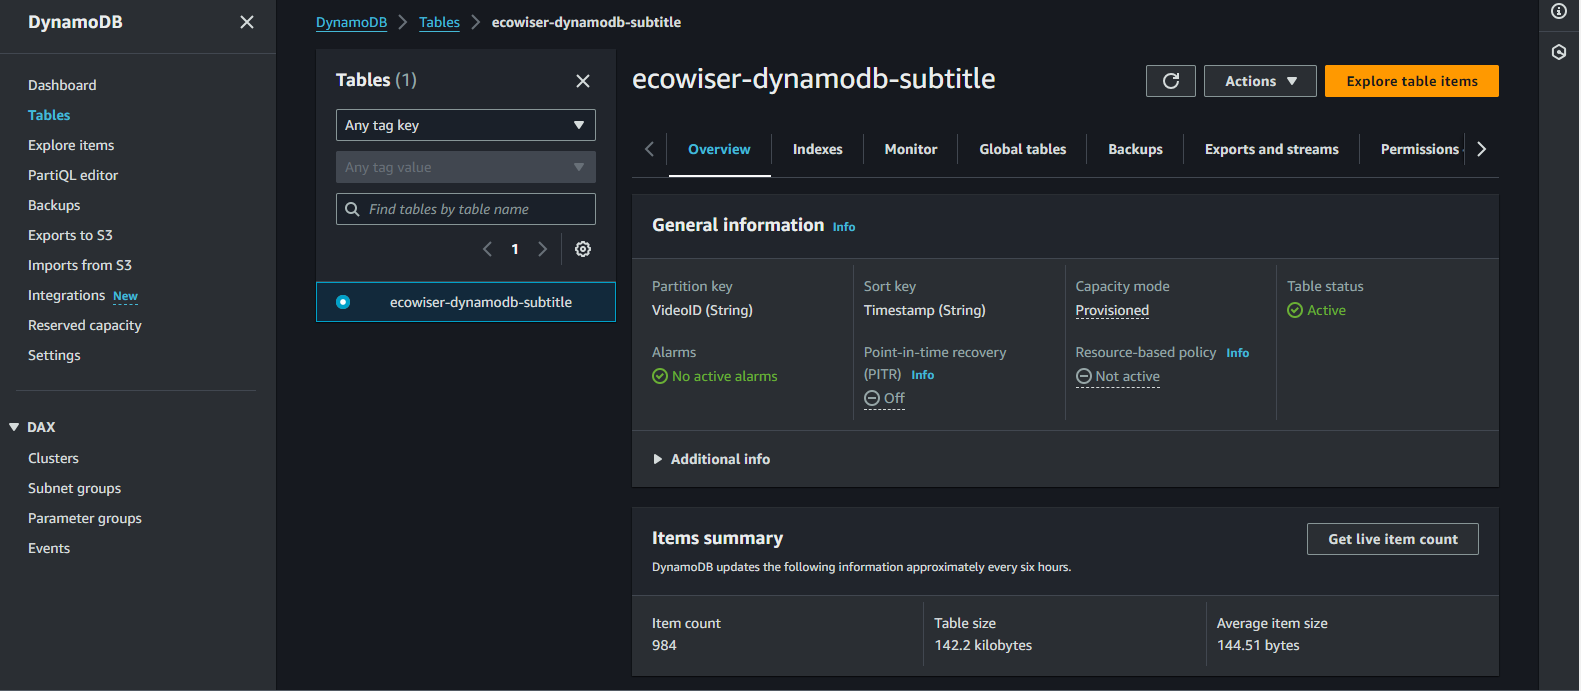 DynamoDB
Dashboard
Tables
Explore items
PartiQL editor
Backups
Exports to S3
Imports from S3
Integrations New
Reserved capacity
Settings
DAX
Clusters
Subnet groups
Parameter groups
Events
DynamoDB Tables ecowiser-dynamodb-subtitle
Tables (1)
Any tag key
Any tag value
Find tables by table name
1
ecowiser-dynamodb-subtitle
ecowiser-dynamodb-subtitle
Actions
Explore table items
Overview Indexes Monitor Global tables Backups Exports and streams Permissions
General information Info
Partition key
VideoID (String)
Sort key
Timestamp (String)
Capacity mode
Provisioned
Table status
Active
Alarms
No active alarms
Point-in-time recovery
(PITR) Info
Off
Resource-based policy Info
Not active
Additional info
Items summary
Get live item count
DynamoDB updates the following information approximately every six hours.
Item count
984
Table size
142.2 kilobytes
Average item size
144.51 bytes